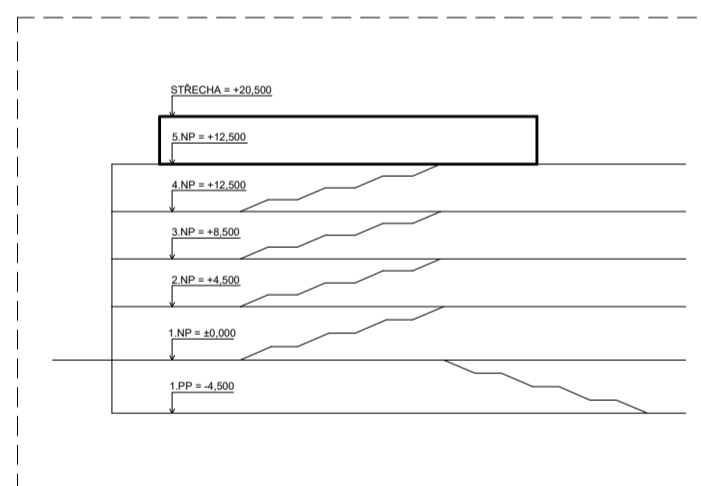 STŘECHA = +20,500
5.NP = +12,500
4.NP = +12,500
3.NP = +8,500
2.NP = +4,500
1.NP = ±0,000
1.PP = -4,500